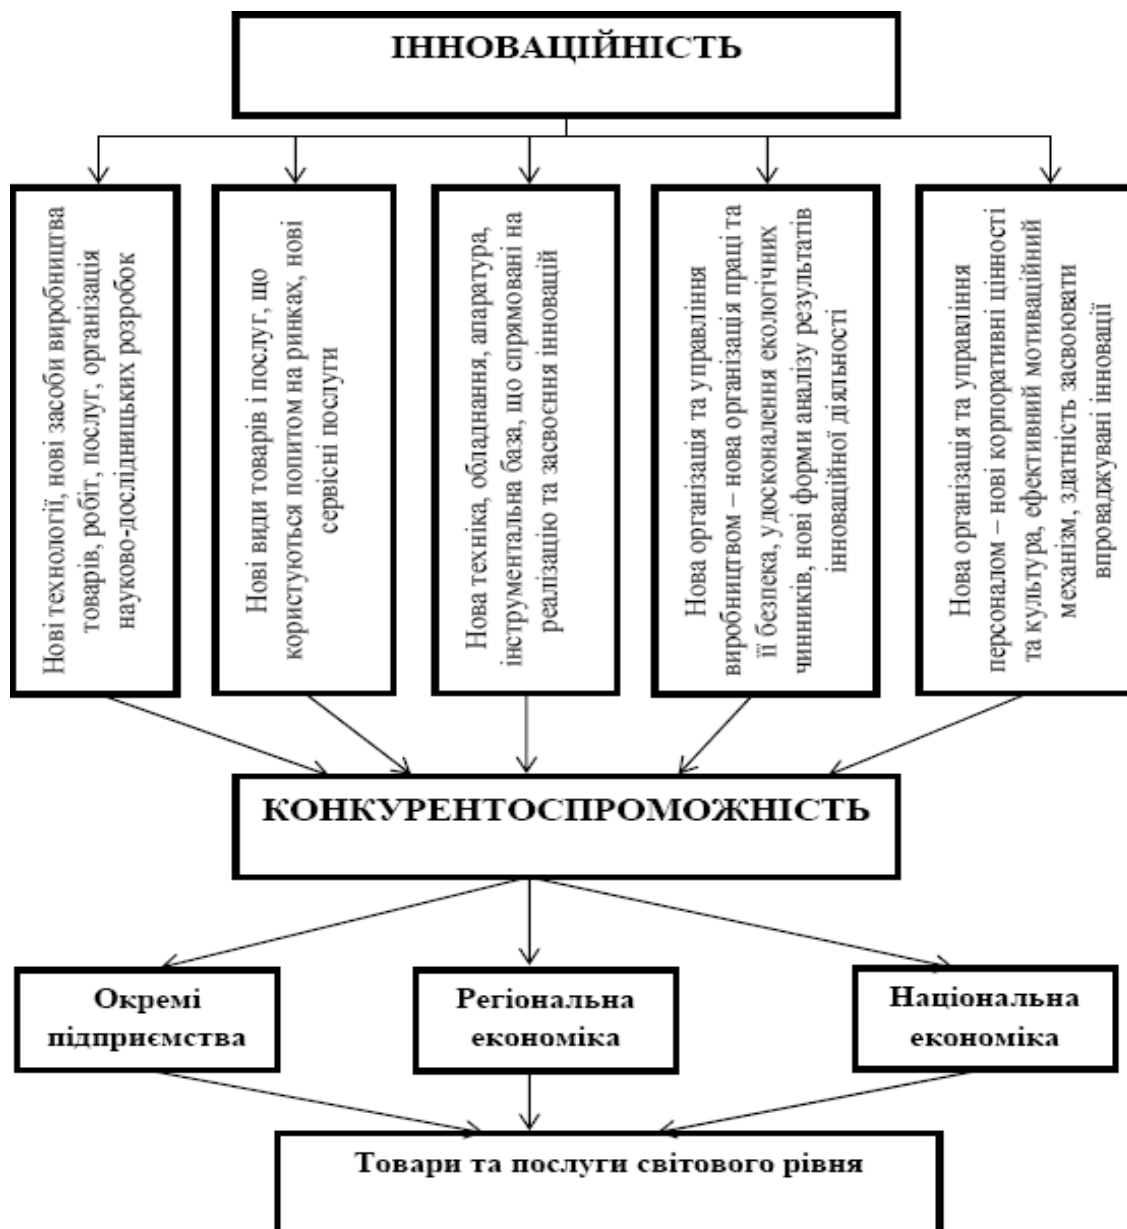 ІННОВАЦІЙНІСТЬ
Нові технології, нові засоби виробництва
товарів, робіт, послуг, організація
науково-дослідницьких розробок
Нові види товарів і послуг, що
користуються попитом на ринках, нові
сервісні послуги
Нова техніка, обладнання, апаратура,
інструментальна база, що спрямовані на
реалізацію та засвоєння інновацій
Нова організація та управління
виробництвом – нова організація праці та
її безпека, удосконалення екологічних
чинників, нові форми аналізу результатів
інноваційної діяльності
Нова організація та управління
персоналом – нові корпоративні цінності
та культура, ефективний мотиваційний
механізм, здатність засвоювати
впроваджувані інновації
КОНКУРЕНТОСПРОМОЖНІСТЬ
Окремі
підприємства
Регіональна
економіка
Національна
економіка
Товари та послуги світового рівня